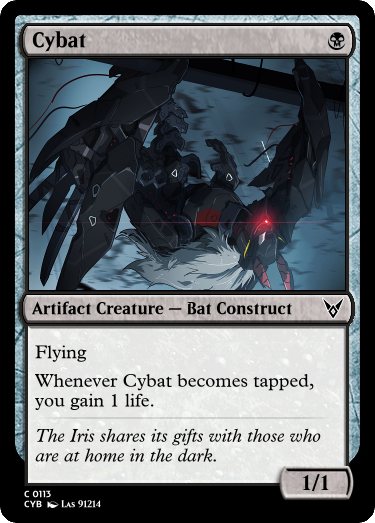 Cybat
Artifact Creature — Bat Construct
Flying
Whenever Cybat becomes tapped,
you gain 1 life.
The Iris shares its gifts with those who
are at home in the dark.
1/1
C 0113
CYB Las 91214